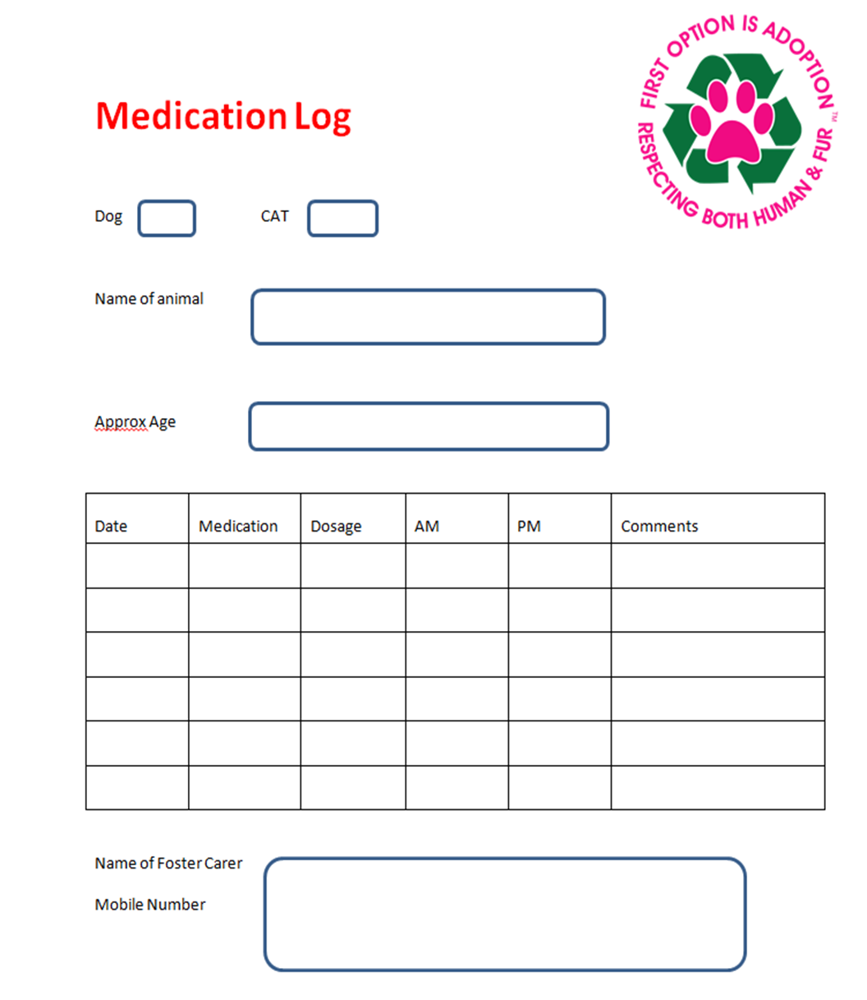 FIRST OPTION IS ADOPTION ™
RESPECTING BOTH HUMAN & FUR
Medication Log
Dog CAT
Name of animal
Approx Age
Date Medication Dosage AM PM Comments
Name of Foster Carer
Mobile Number